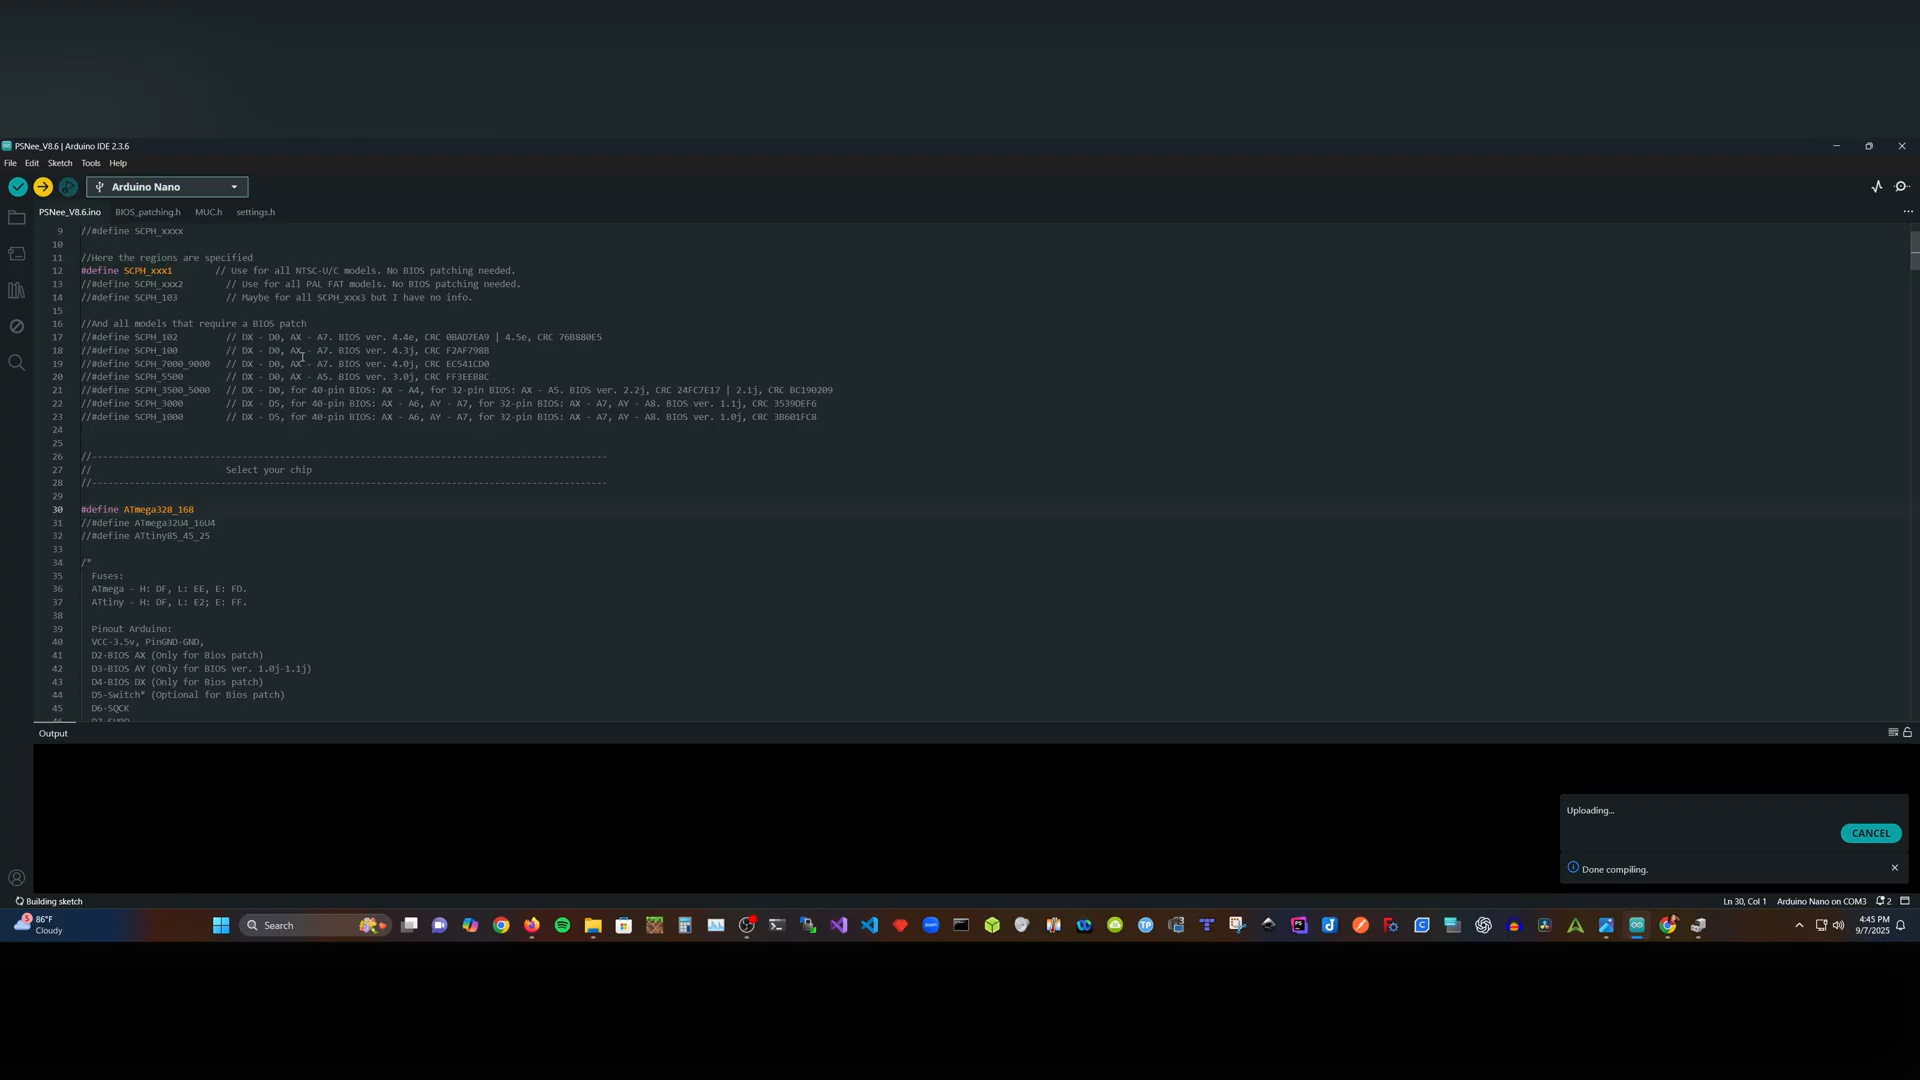 PSNee_V8.6 | Arduino IDE 2.3.6
File Edit Sketch Tools Help
Arduino Nano
PSNee_V8.6.ino BIOS_patching.h MUC.h settings.h
9 //#define SCPH_xxxx
10
11 //Here the regions are specified
12 #define SCPH_xxx1 // Use for all NTSC-U/C models. No BIOS patching needed.
13 //#define SCPH_xxx2 // Use for all PAL FAT models. No BIOS patching needed.
14 //#define SCPH_103 // Maybe for all SCPH_xxx3 but I have no info.
15
16 //And all models that require a BIOS patch
17 //#define SCPH_102 // DX - D0, AX - A7. BIOS ver. 4.4e, CRC 0BAD7EA9 | 4.5e, CRC 76B880E5
18 //#define SCPH_100 // DX - D0, AX - A7. BIOS ver. 4.3j, CRC F2AF798B
19 //#define SCPH_7000_9000 // DX - D0, AX - A7. BIOS ver. 4.0j, CRC EC541CD0
20 //#define SCPH_5500 // DX - D0, AX - A5. BIOS ver. 3.0j, CRC FF3EEB8C
21 //#define SCPH_3500_5000 // DX - D0, for 40-pin BIOS: AX - A4, for 32-pin BIOS: AX - A5. BIOS ver. 2.2j, CRC 24FC7E17 | 2.1j, CRC BC190209
22 //#define SCPH_3000 // DX - D5, for 40-pin BIOS: AX - A6, AY - A7, for 32-pin BIOS: AX - A7, AY - A8. BIOS ver. 1.1j, CRC 3539DEF6
23 //#define SCPH_1000 // DX - D5, for 40-pin BIOS: AX - A6, AY - A7, for 32-pin BIOS: AX - A7, AY - A8. BIOS ver. 1.0j, CRC 3B601FC8
24
25
26 //------------------------------------------------------------------------------------------------
27 // Select your chip
28 //------------------------------------------------------------------------------------------------
29
30 #define ATmega328_168
31 //#define ATmega32U4_16U4
32 //#define ATtiny85_45_25
33
34 /*
35 Fuses:
36 ATmega - H: DF, L: EE, E: FD.
37 ATtiny - H: DF, L: E2; E: FF.
38
39 Pinout Arduino:
40 VCC-3.5v, PinGND-GND,
41 D2-BIOS AX (Only for Bios patch)
42 D3-BIOS AY (Only for BIOS ver. 1.0j-1.1j)
43 D4-BIOS DX (Only for Bios patch)
44 D5-Switch* (Optional for Bios patch)
45 D6-SQCK
Output
Uploading...
CANCEL
Done compiling.
Building sketch
Ln 30, Col 1 Arduino Nano on COM3 2
5
86°F
Cloudy
Search
4:45 PM
9/7/2025